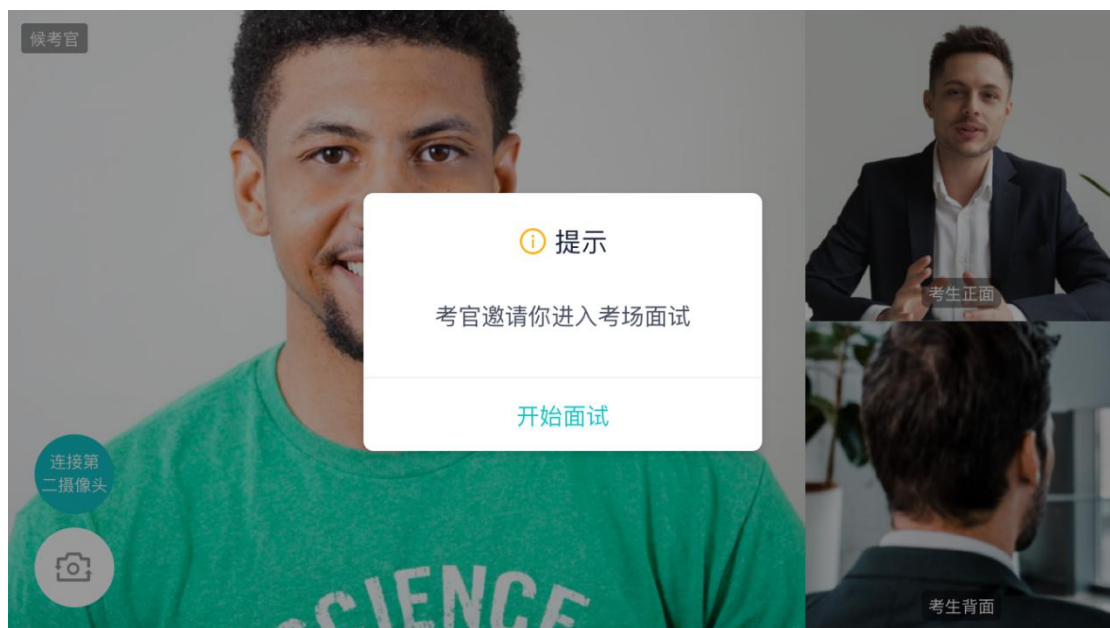 候考官
提示
考官邀请你进入考场面试
开始面试
考生正面
连接第
二摄像头
考生背面
SCIENCE